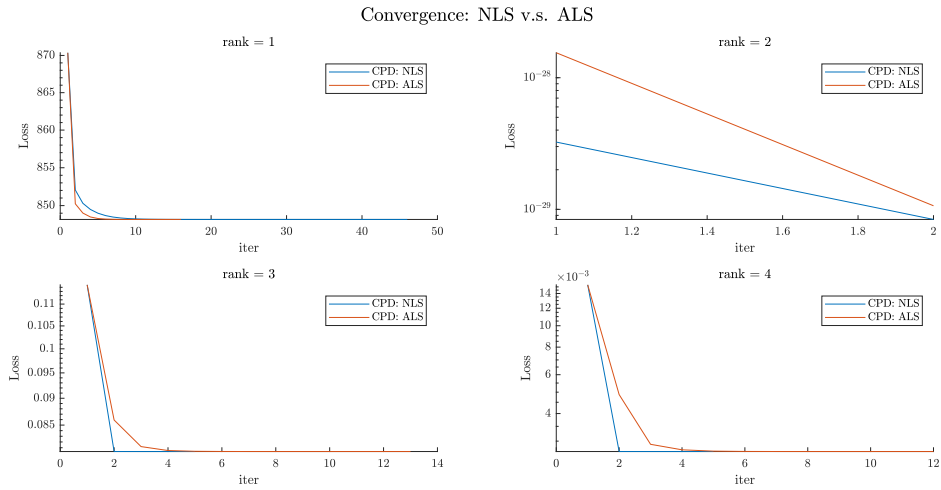 Convergence: NLS v.s. ALS
rank = 1
870
865
860
855
850
Loss
0
10
20
30
40
50
iter
CPD: NLS
CPD: ALS
rank = 2
10⁻²⁸
10⁻²⁹
Loss
1
1.2
1.4
1.6
1.8
2
iter
CPD: NLS
CPD: ALS
rank = 3
0.11
0.105
0.1
0.095
0.09
0.085
Loss
0
2
4
6
8
10
12
14
iter
CPD: NLS
CPD: ALS
rank = 4
×10⁻³
14
12
10
8
6
4
Loss
0
2
4
6
8
10
12
iter
CPD: NLS
CPD: ALS